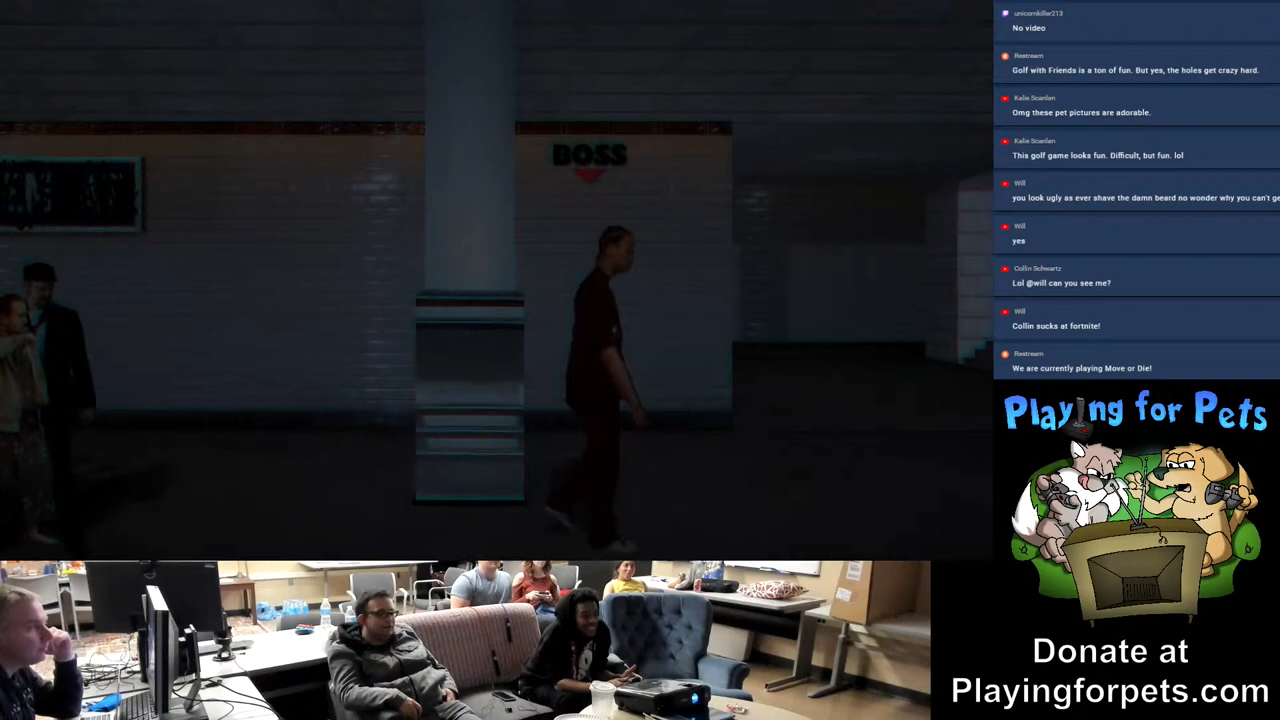 BOSS
unicornkiller213
No video
Restream
Golf with Friends is a ton of fun. But yes, the holes get crazy hard.
Kalie Scanlan
Omg these pet pictures are adorable.
Kalie Scanlan
This golf game looks fun. Difficult, but fun. lol
Will
you look ugly as ever shave the damn beard no wonder why you can't ge
Will
yes
Collin Schwartz
Lol @will can you see me?
Will
Collin sucks at fortnite!
Restream
We are currently playing Move or Die!
Playing for Pets
Donate at
Playingforpets.com